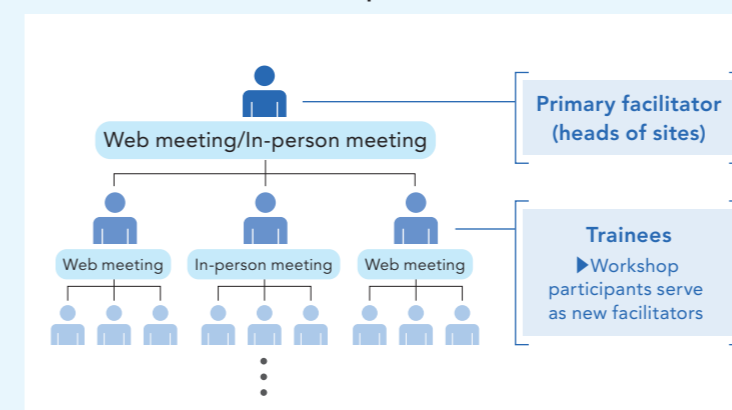 Primary facilitator
(heads of sites)
Web meeting/In-person meeting
Trainees
▶Workshop
participants serve
as new facilitators
Web meeting
In-person meeting
Web meeting